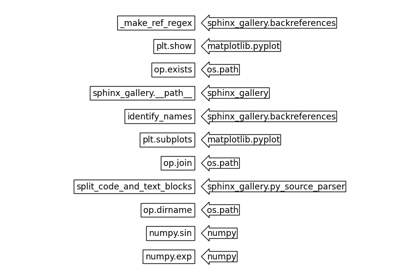 _make_ref_regex sphinx_gallery.backreferences
plt.show matplotlib.pyplot
op.exists os.path
sphinx_gallery.__path__ sphinx_gallery
identify_names sphinx_gallery.backreferences
plt.subplots matplotlib.pyplot
op.join os.path
split_code_and_text_blocks sphinx_gallery.py_source_parser
op.dirname os.path
numpy.sin numpy
numpy.exp numpy